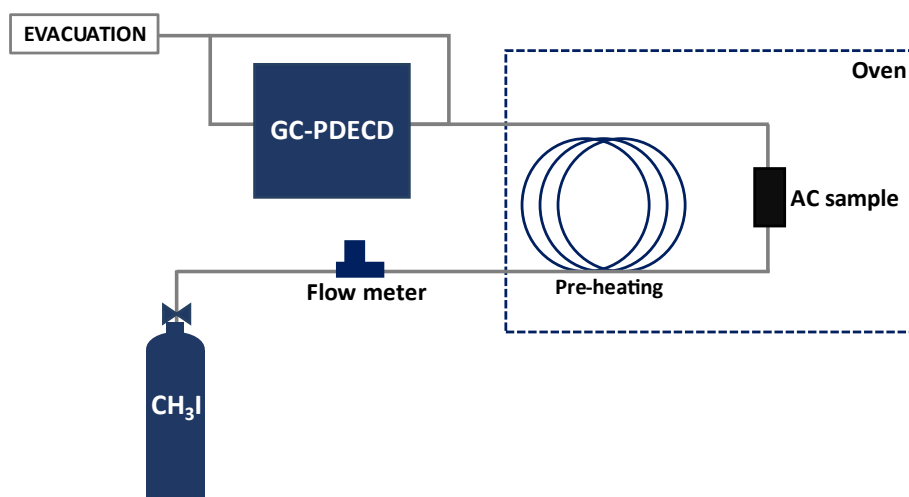 EVACUATION
Oven
GC-PDECD
AC sample
Flow meter
Pre-heating
CH₃I